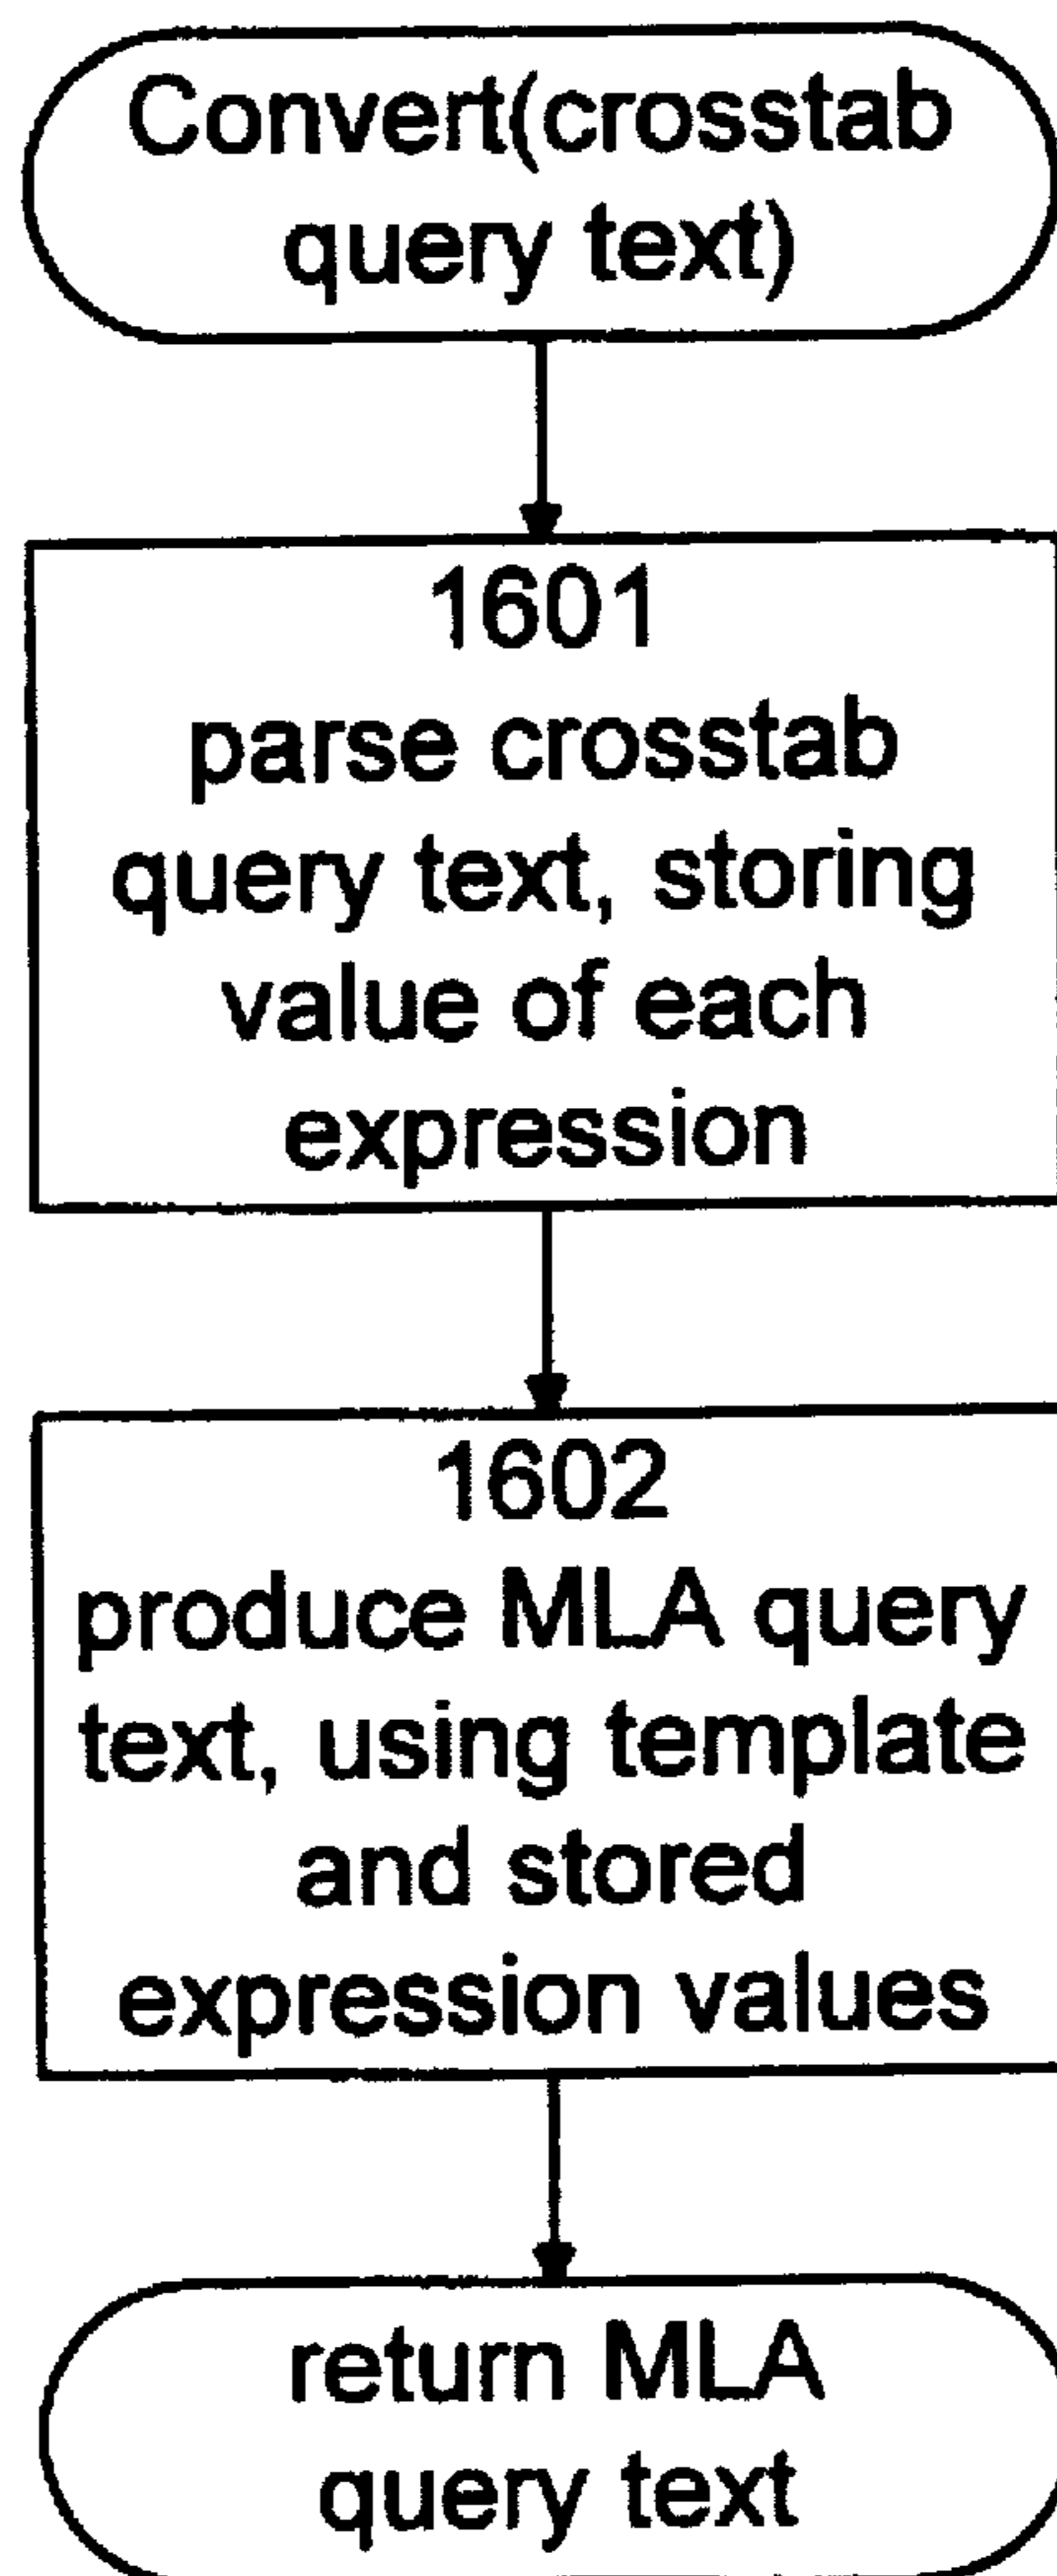 Convert(crosstab
query text)
1601
parse crosstab
query text, storing
value of each
expression
1602
produce MLA query
text, using template
and stored
expression values
return MLA
query text